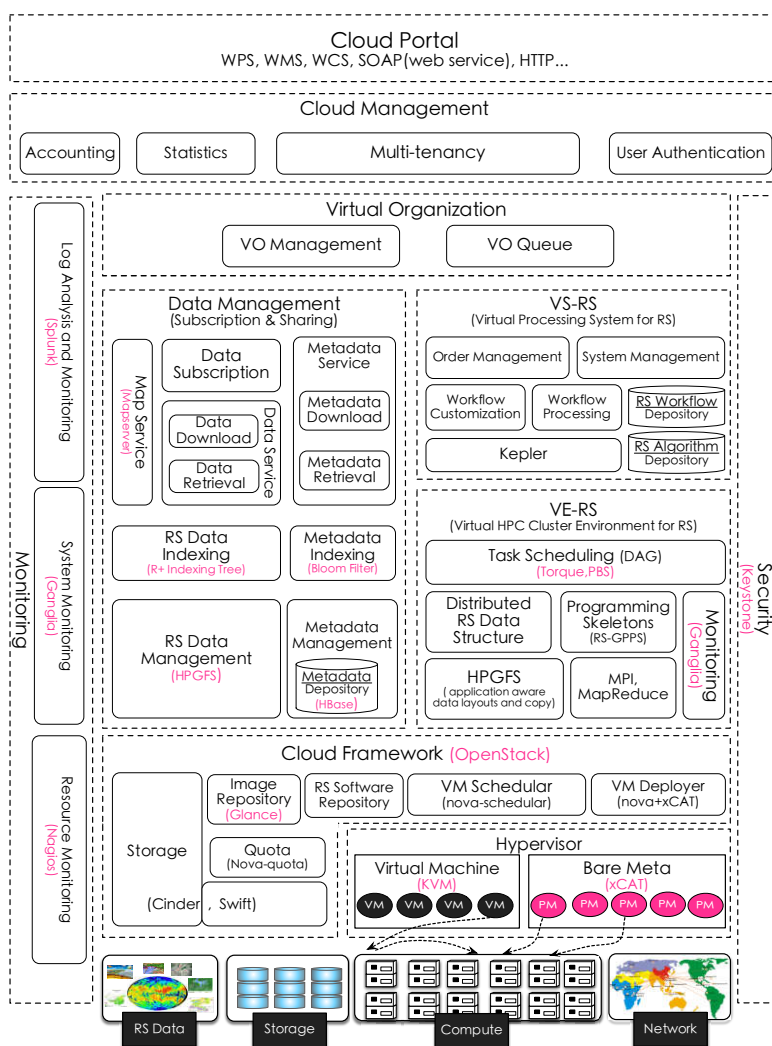 Cloud Portal
WPS, WMS, WCS, SOAP(web service), HTTP...
Cloud Management
Accounting
Statistics
Multi-tenancy
User Authentication
Monitoring
Log Analysis and Monitoring
(Splunk)
System Monitoring
(Ganglia)
Resource Monitoring
(Nagios)
Virtual Organization
VO Management
VO Queue
Data Management
(Subscription & Sharing)
Map Service
(Mapserver)
Data
Subscription
Data Service
Data
Download
Data
Retrieval
Metadata
Service
Metadata
Download
Metadata
Retrieval
RS Data
Indexing
(R+ Indexing Tree)
Metadata
Indexing
(Bloom Filter)
RS Data
Management
(HPGFS)
Metadata
Management
Metadata
Depository
(HBase)
VS-RS
(Virtual Processing System for RS)
Order Management
System Management
Workflow
Customization
Workflow
Processing
RS Workflow
Depository
Kepler
RS Algorithm
Depository
VE-RS
(Virtual HPC Cluster Environment for RS)
Task Scheduling (DAG)
(Torque,PBS)
Distributed
RS Data
Structure
Programming
Skeletons
(RS-GPPS)
Monitoring
(Ganglia)
HPGFS
( application aware
data layouts and copy)
MPI,
MapReduce
Security
(Keystone)
Cloud Framework (OpenStack)
Storage
(Cinder , Swift)
Image
Repository
(Glance)
RS Software
Repository
VM Schedular
(nova-schedular)
VM Deployer
(nova+xCAT)
Quota
(Nova-quota)
Hypervisor
Virtual Machine
(KVM)
VM VM VM VM
Bare Meta
(xCAT)
PM PM PM PM PM
RS Data
Storage
Compute
Network